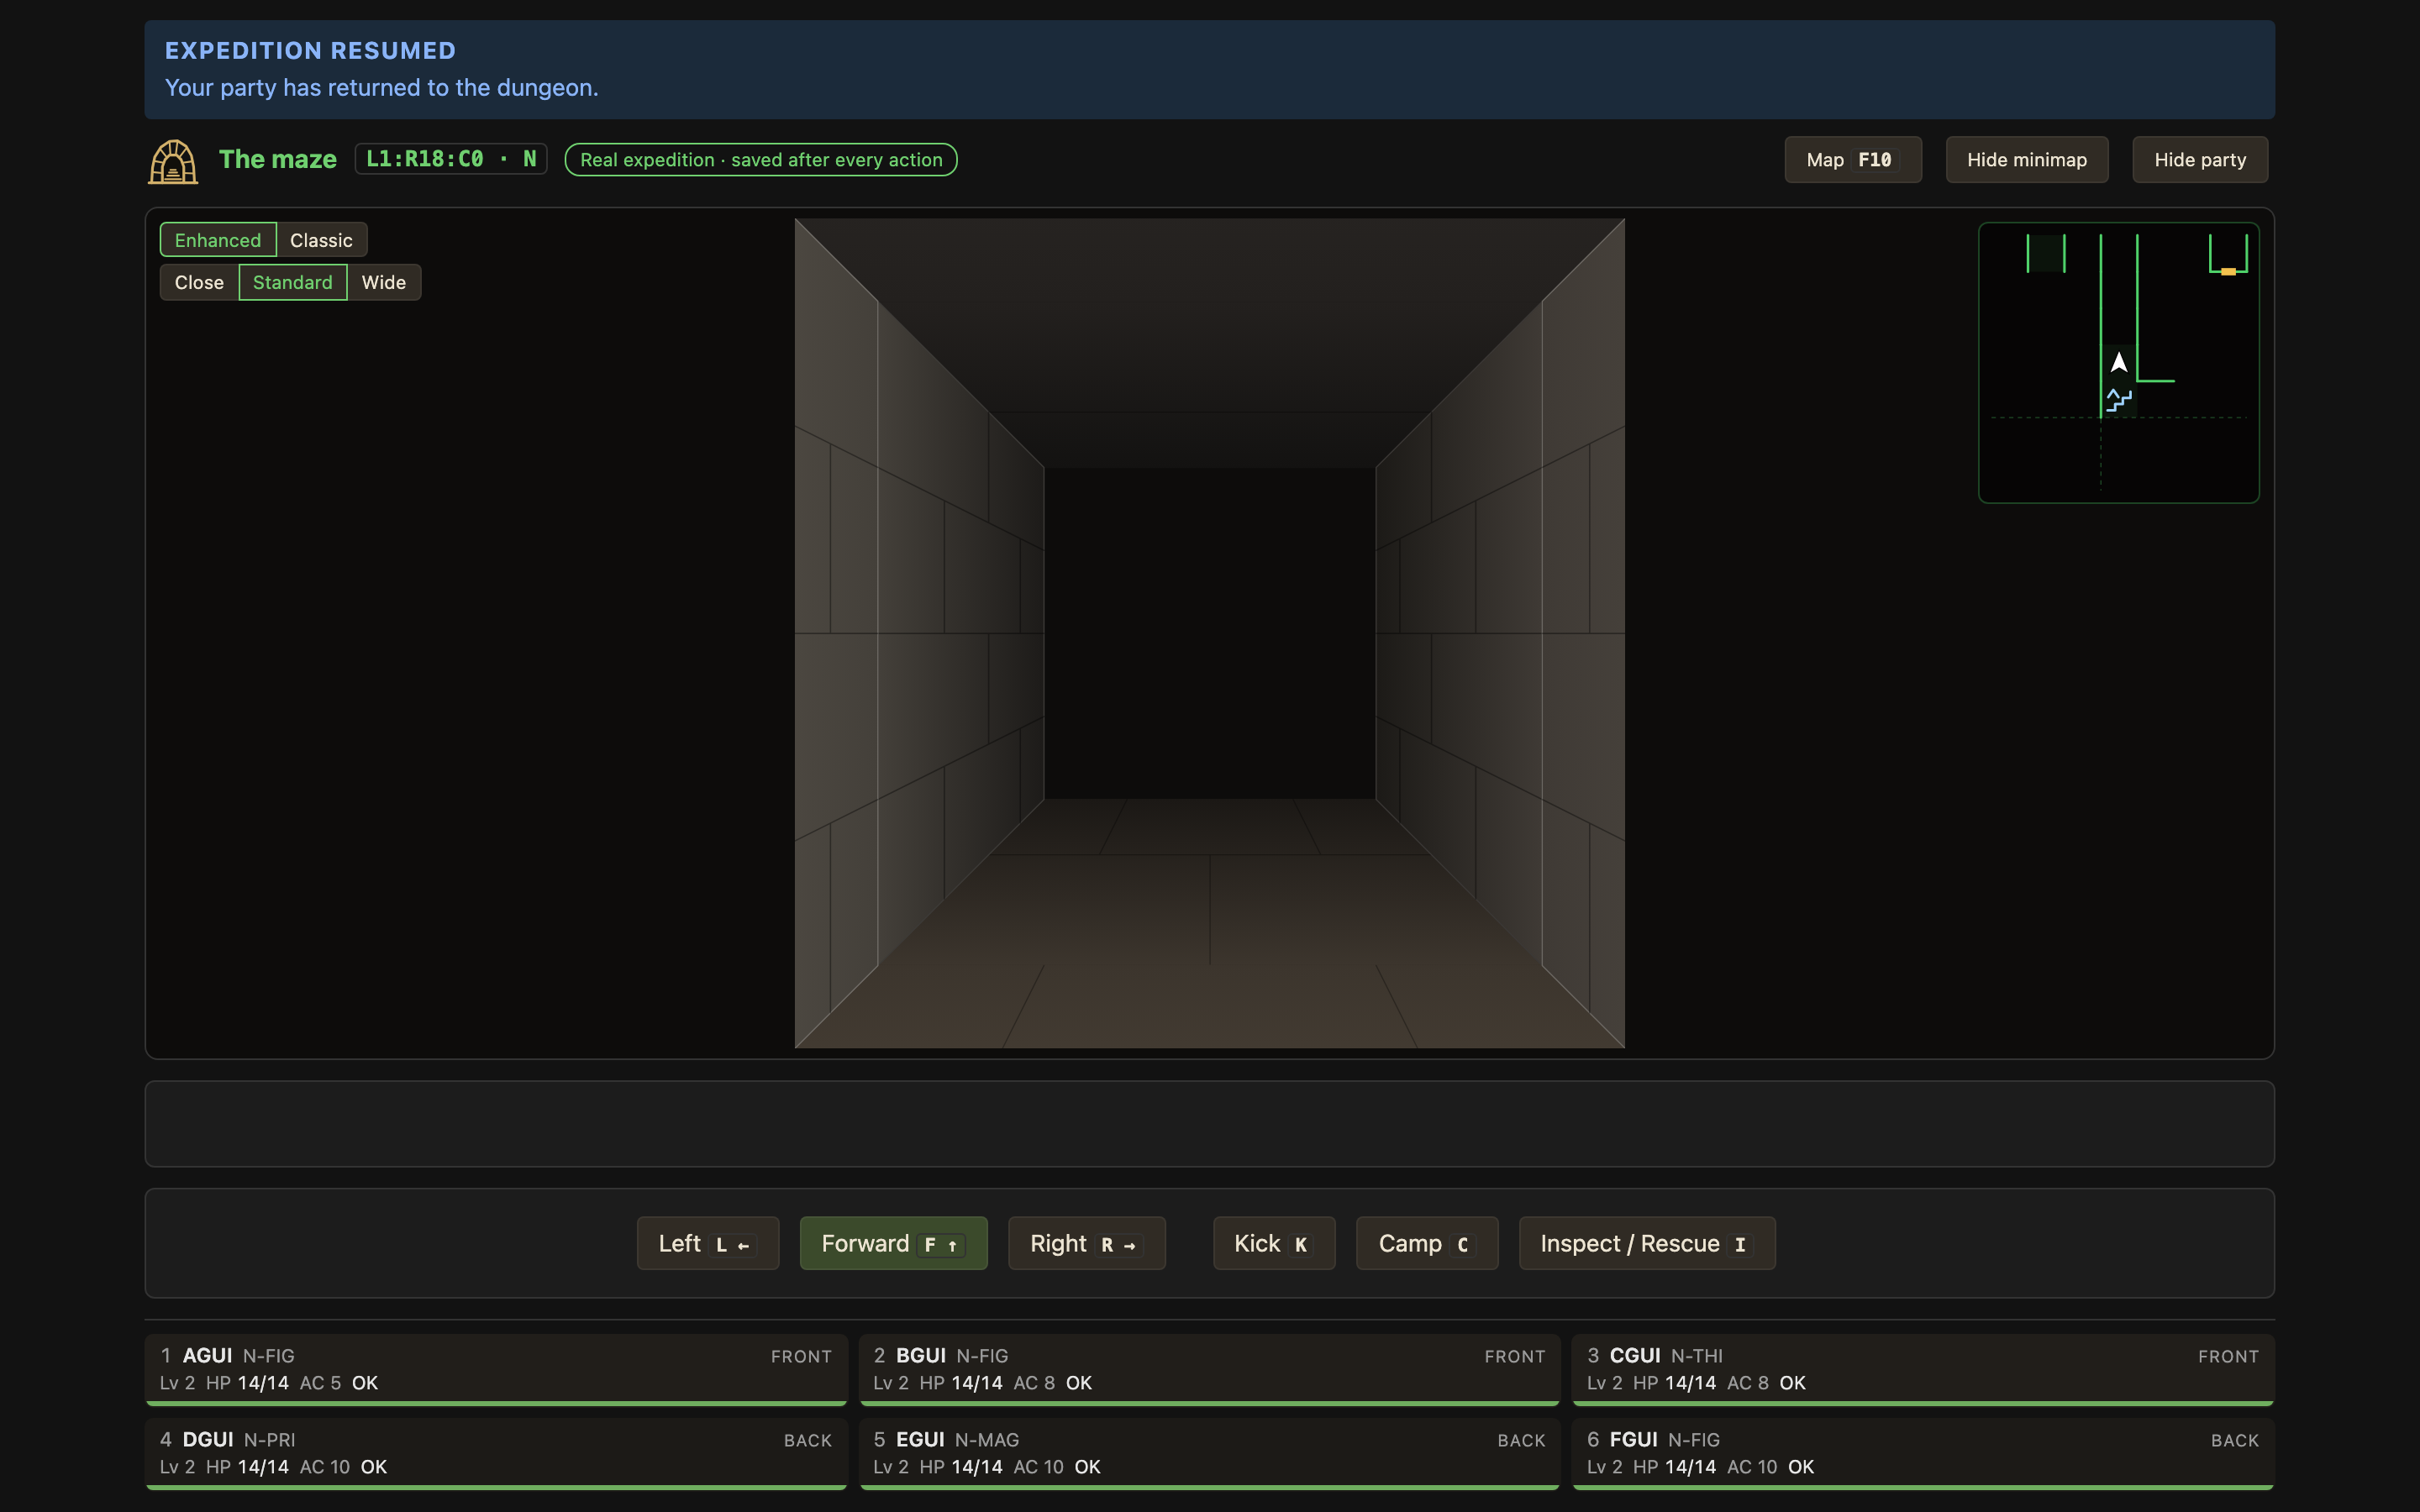 EXPEDITION RESUMED
Your party has returned to the dungeon.
The maze L1:R18:C0 · N Real expedition · saved after every action Map F10 Hide minimap Hide party
Enhanced Classic
Close Standard Wide
Left L ← Forward F ↑ Right R → Kick K Camp C Inspect / Rescue I
1 AGUI N-FIG FRONT
Lv 2 HP 14/14 AC 5 OK
2 BGUI N-FIG FRONT
Lv 2 HP 14/14 AC 8 OK
3 CGUI N-THI FRONT
Lv 2 HP 14/14 AC 8 OK
4 DGUI N-PRI BACK
Lv 2 HP 14/14 AC 10 OK
5 EGUI N-MAG BACK
Lv 2 HP 14/14 AC 10 OK
6 FGUI N-FIG BACK
Lv 2 HP 14/14 AC 10 OK